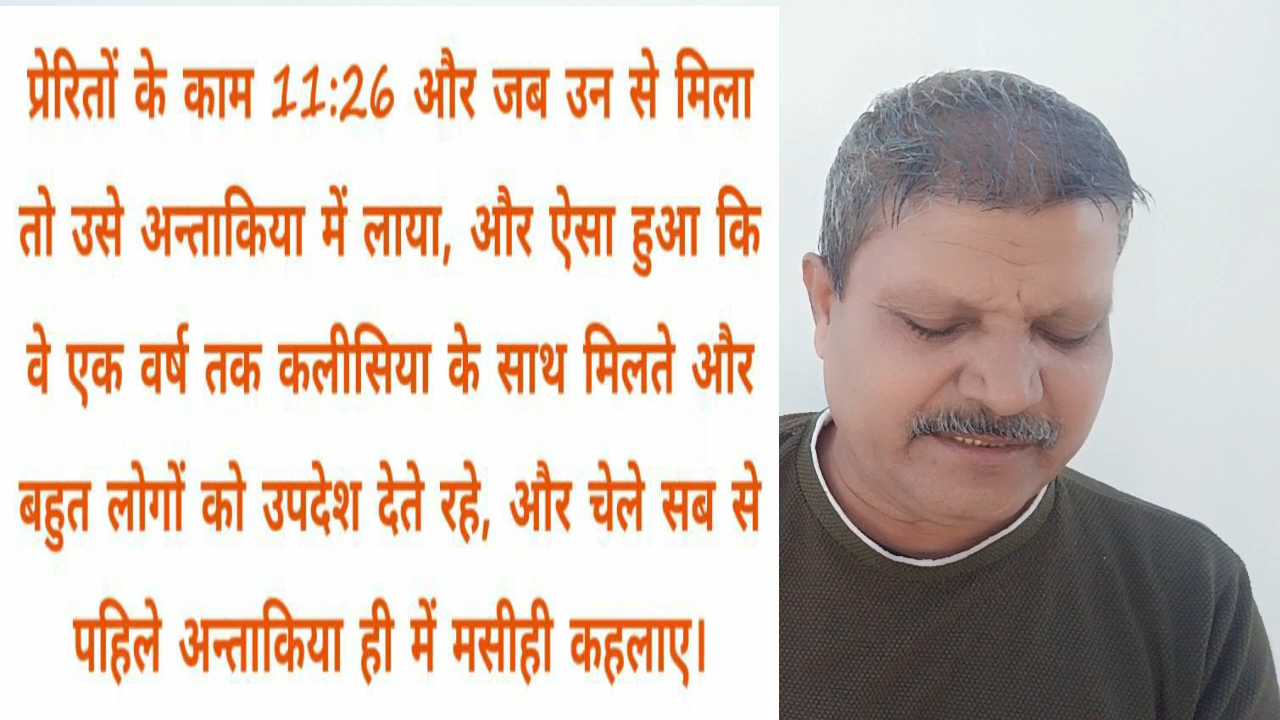 प्रेरितों के काम 11:26 और जब उन से मिला
तो उसे अन्ताकिया में लाया, और ऐसा हुआ कि
वे एक वर्ष तक कलीसिया के साथ मिलते और
बहुत लोगों को उपदेश देते रहे, और चेले सब से
पहिले अन्ताकिया ही में मसीही कहलाए।